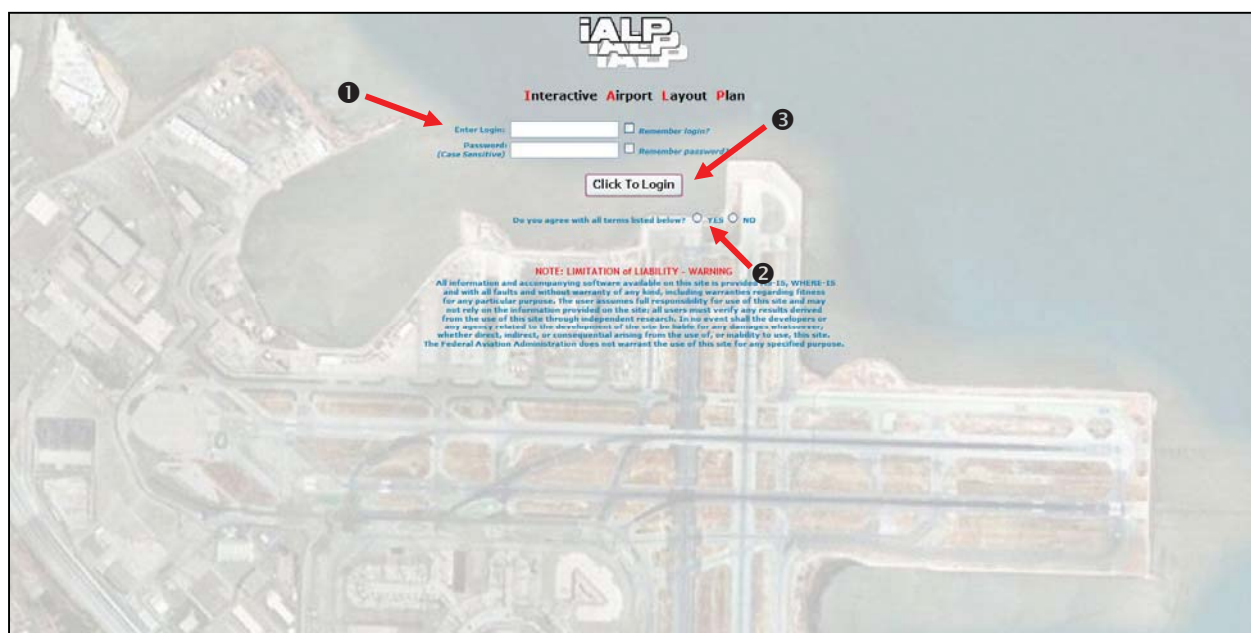 iALP
iALP
iALP
Interactive Airport Layout Plan
❶
❸
Enter Login: Remember login?
Password: Remember password?
(Case Sensitive)
Click To Login
Do you agree with all terms listed below? YES NO
❷
NOTE: LIMITATION of LIABILITY - WARNING
All information and accompanying software available on this site is provided AS-IS, WHERE-IS
and with all faults and without warranty of any kind, including warranties regarding fitness
for any particular purpose. The user assumes full responsibility for use of this site and may
not rely on the information provided on the site; all users must verify any results derived
from the use of this site through independent research. In no event shall the developers or
any agency related to the development of the site be liable for any damages whatsoever,
whether direct, indirect, or consequential arising from the use of, or inability to use, this site.
The Federal Aviation Administration does not warrant the use of this site for any specified purpose.